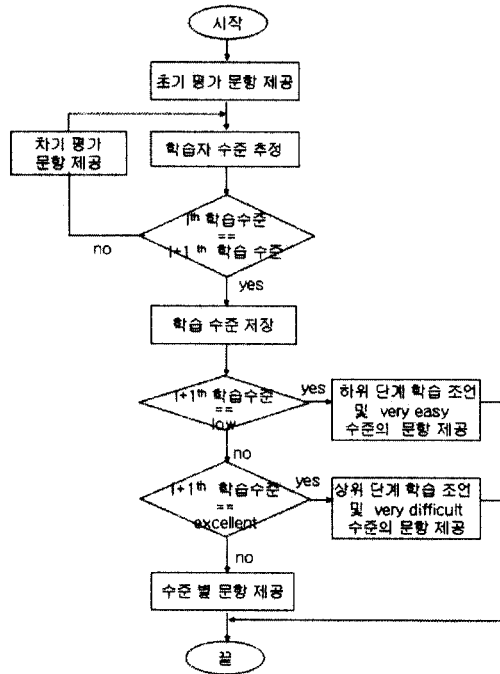 시작
초기 평가 문항 제공
차기 평가
문항 제공
학습자 수준 추정
i th 학습수준
==
i+1 th 학습 수준
no
yes
학습 수준 저장
i+1 th 학습수준
==
low
yes
하위 단계 학습 조언
및 very easy
수준의 문항 제공
no
i+1 th 학습수준
==
excellent
yes
상위 단계 학습 조언
및 very difficult
수준의 문항 제공
no
수준 별 문항 제공
끝